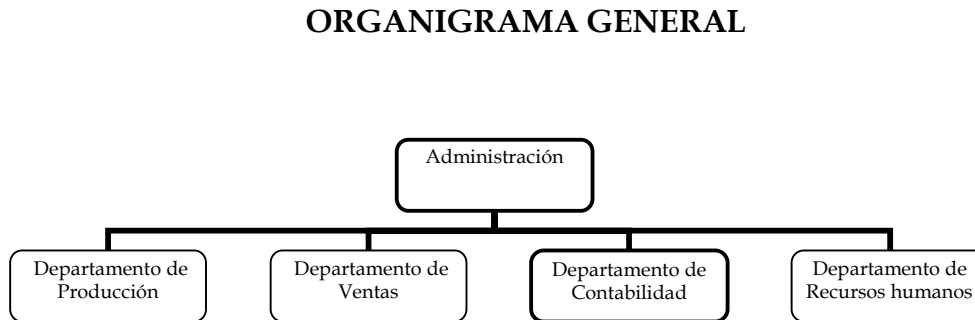 ORGANIGRAMA GENERAL
Administración
Departamento de
Producción
Departamento de
Ventas
Departamento de
Contabilidad
Departamento de
Recursos humanos